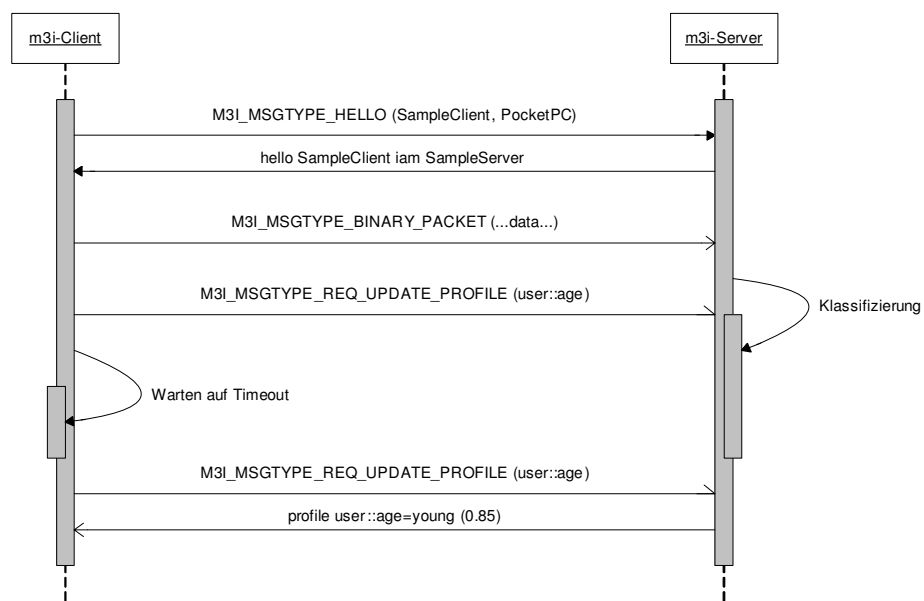 m3i-Client
m3i-Server
M3I_MSGTYPE_HELLO (SampleClient, PocketPC)
hello SampleClient iam SampleServer
M3I_MSGTYPE_BINARY_PACKET (...data...)
M3I_MSGTYPE_REQ_UPDATE_PROFILE (user::age)
Klassifizierung
Warten auf Timeout
M3I_MSGTYPE_REQ_UPDATE_PROFILE (user::age)
profile user::age=young (0.85)